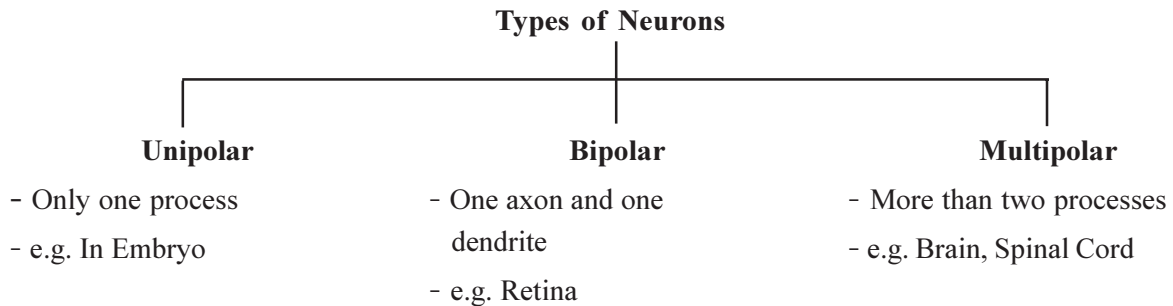 Types of Neurons
Unipolar
- Only one process
- e.g. In Embryo
Bipolar
- One axon and one
dendrite
- e.g. Retina
Multipolar
- More than two processes
- e.g. Brain, Spinal Cord